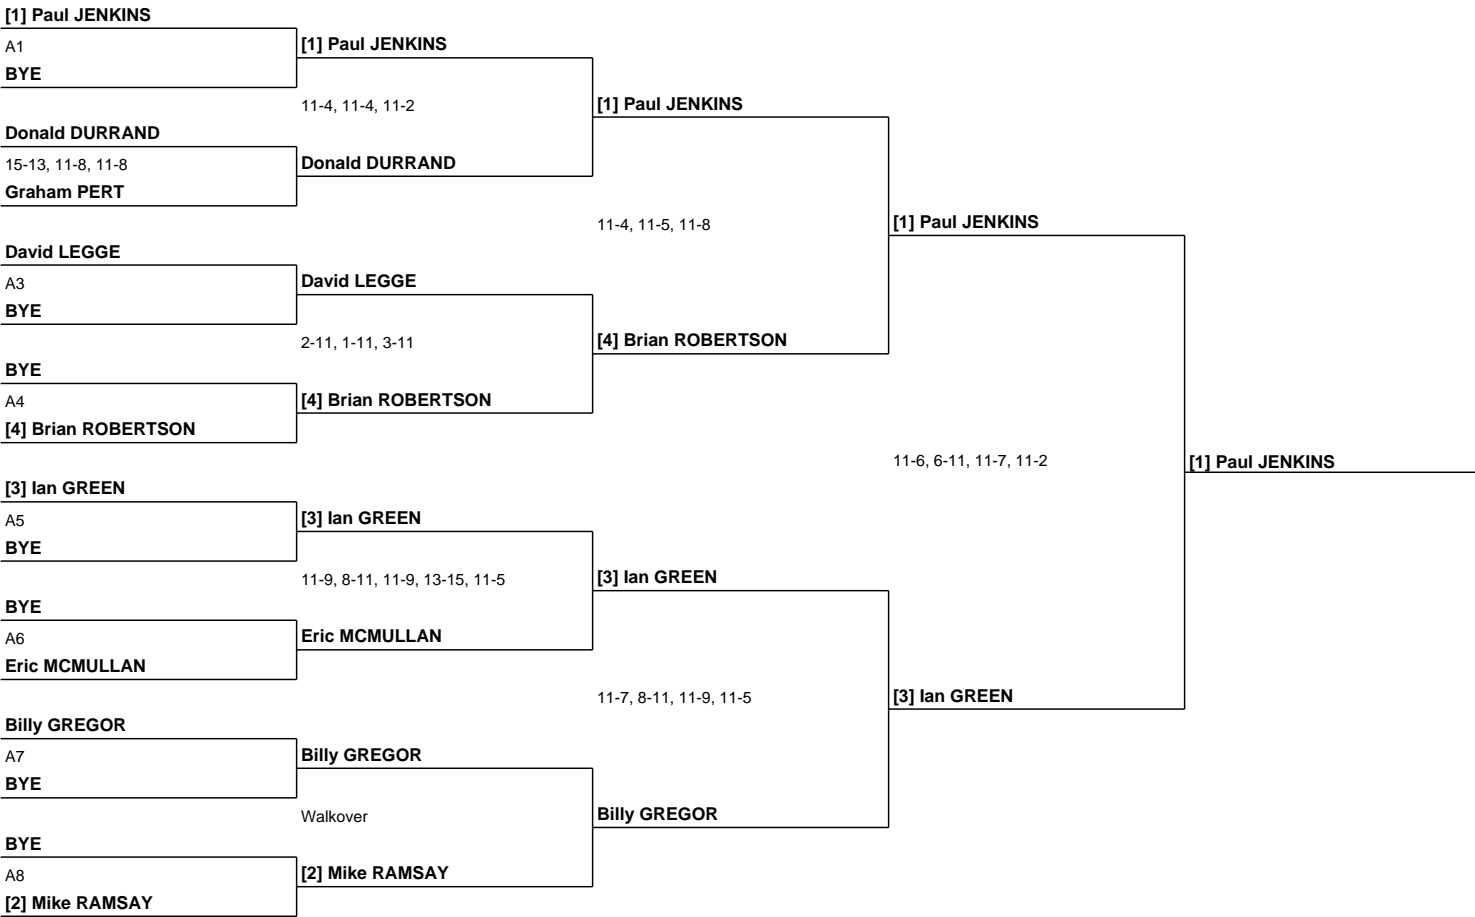 [1] Paul JENKINS
A1
BYE
Donald DURRAND
15-13, 11-8, 11-8
Graham PERT
David LEGGE
A3
BYE
BYE
A4
[4] Brian ROBERTSON
[3] Ian GREEN
A5
BYE
BYE
A6
Eric MCMULLAN
Billy GREGOR
A7
BYE
BYE
A8
[2] Mike RAMSAY
[1] Paul JENKINS
11-4, 11-4, 11-2
Donald DURRAND
David LEGGE
2-11, 1-11, 3-11
[4] Brian ROBERTSON
[3] Ian GREEN
11-9, 8-11, 11-9, 13-15, 11-5
Eric MCMULLAN
Billy GREGOR
Walkover
[2] Mike RAMSAY
[1] Paul JENKINS
11-4, 11-5, 11-8
[4] Brian ROBERTSON
[3] Ian GREEN
11-7, 8-11, 11-9, 11-5
Billy GREGOR
[1] Paul JENKINS
11-6, 6-11, 11-7, 11-2
[3] Ian GREEN
[1] Paul JENKINS